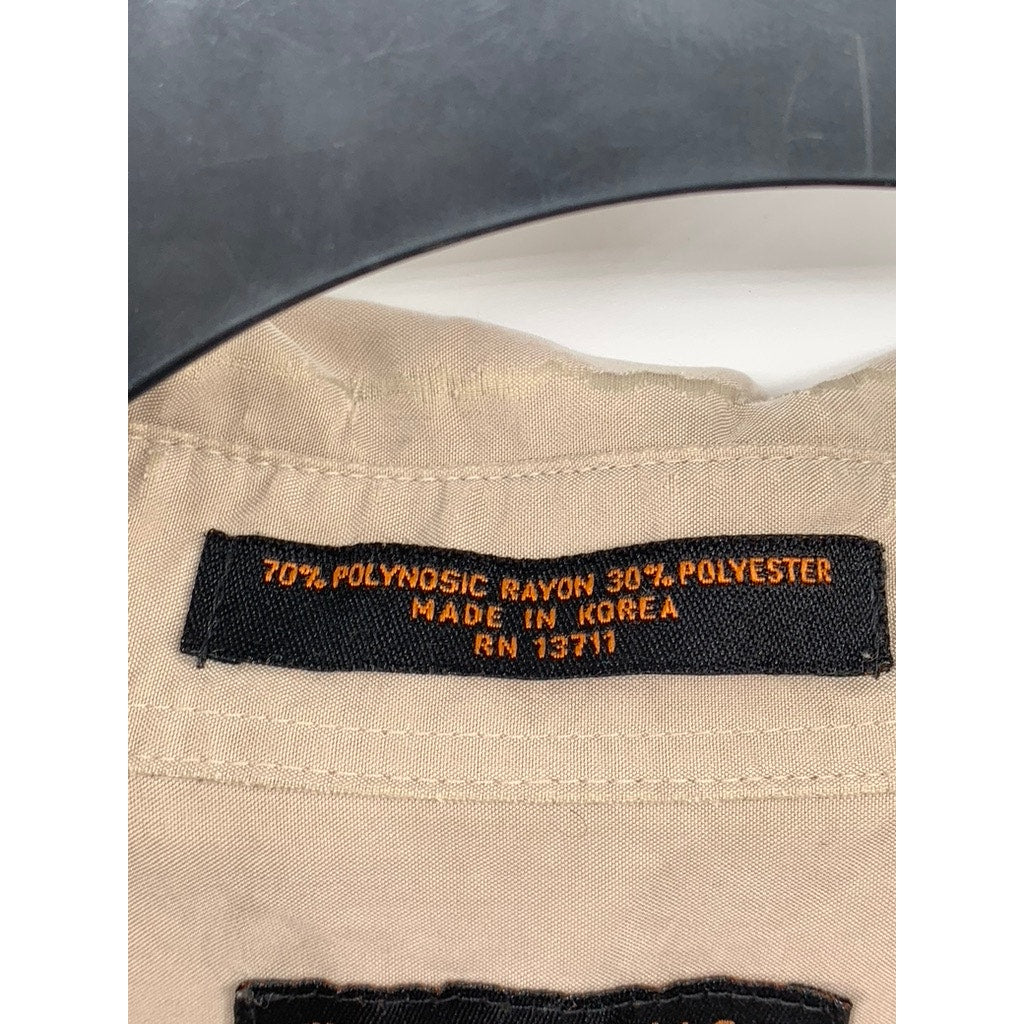 70% POLYNOSIC RAYON 30% POLYESTER
MADE IN KOREA
RN 13711